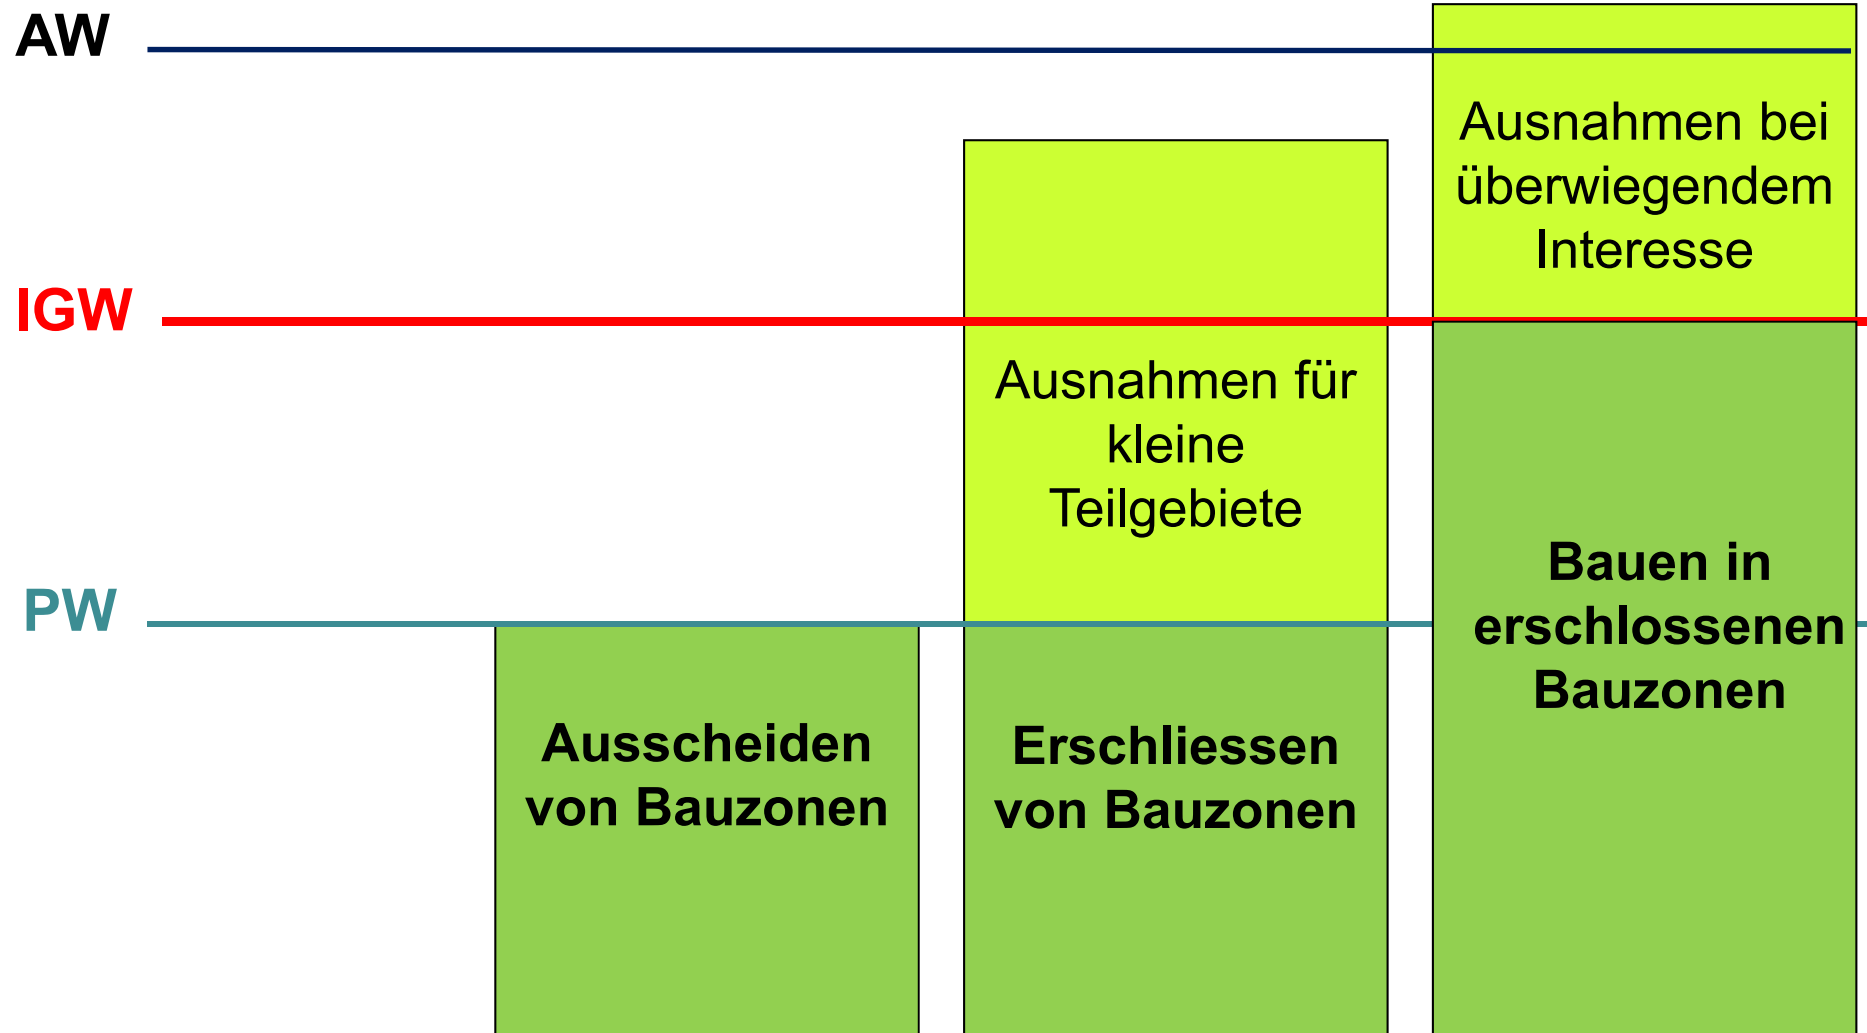 AW
IGW
PW
Ausscheiden
von Bauzonen
Ausnahmen für
kleine
Teilgebiete
Erschliessen
von Bauzonen
Ausnahmen bei
überwiegendem
Interesse
Bauen in
erschlossenen
Bauzonen